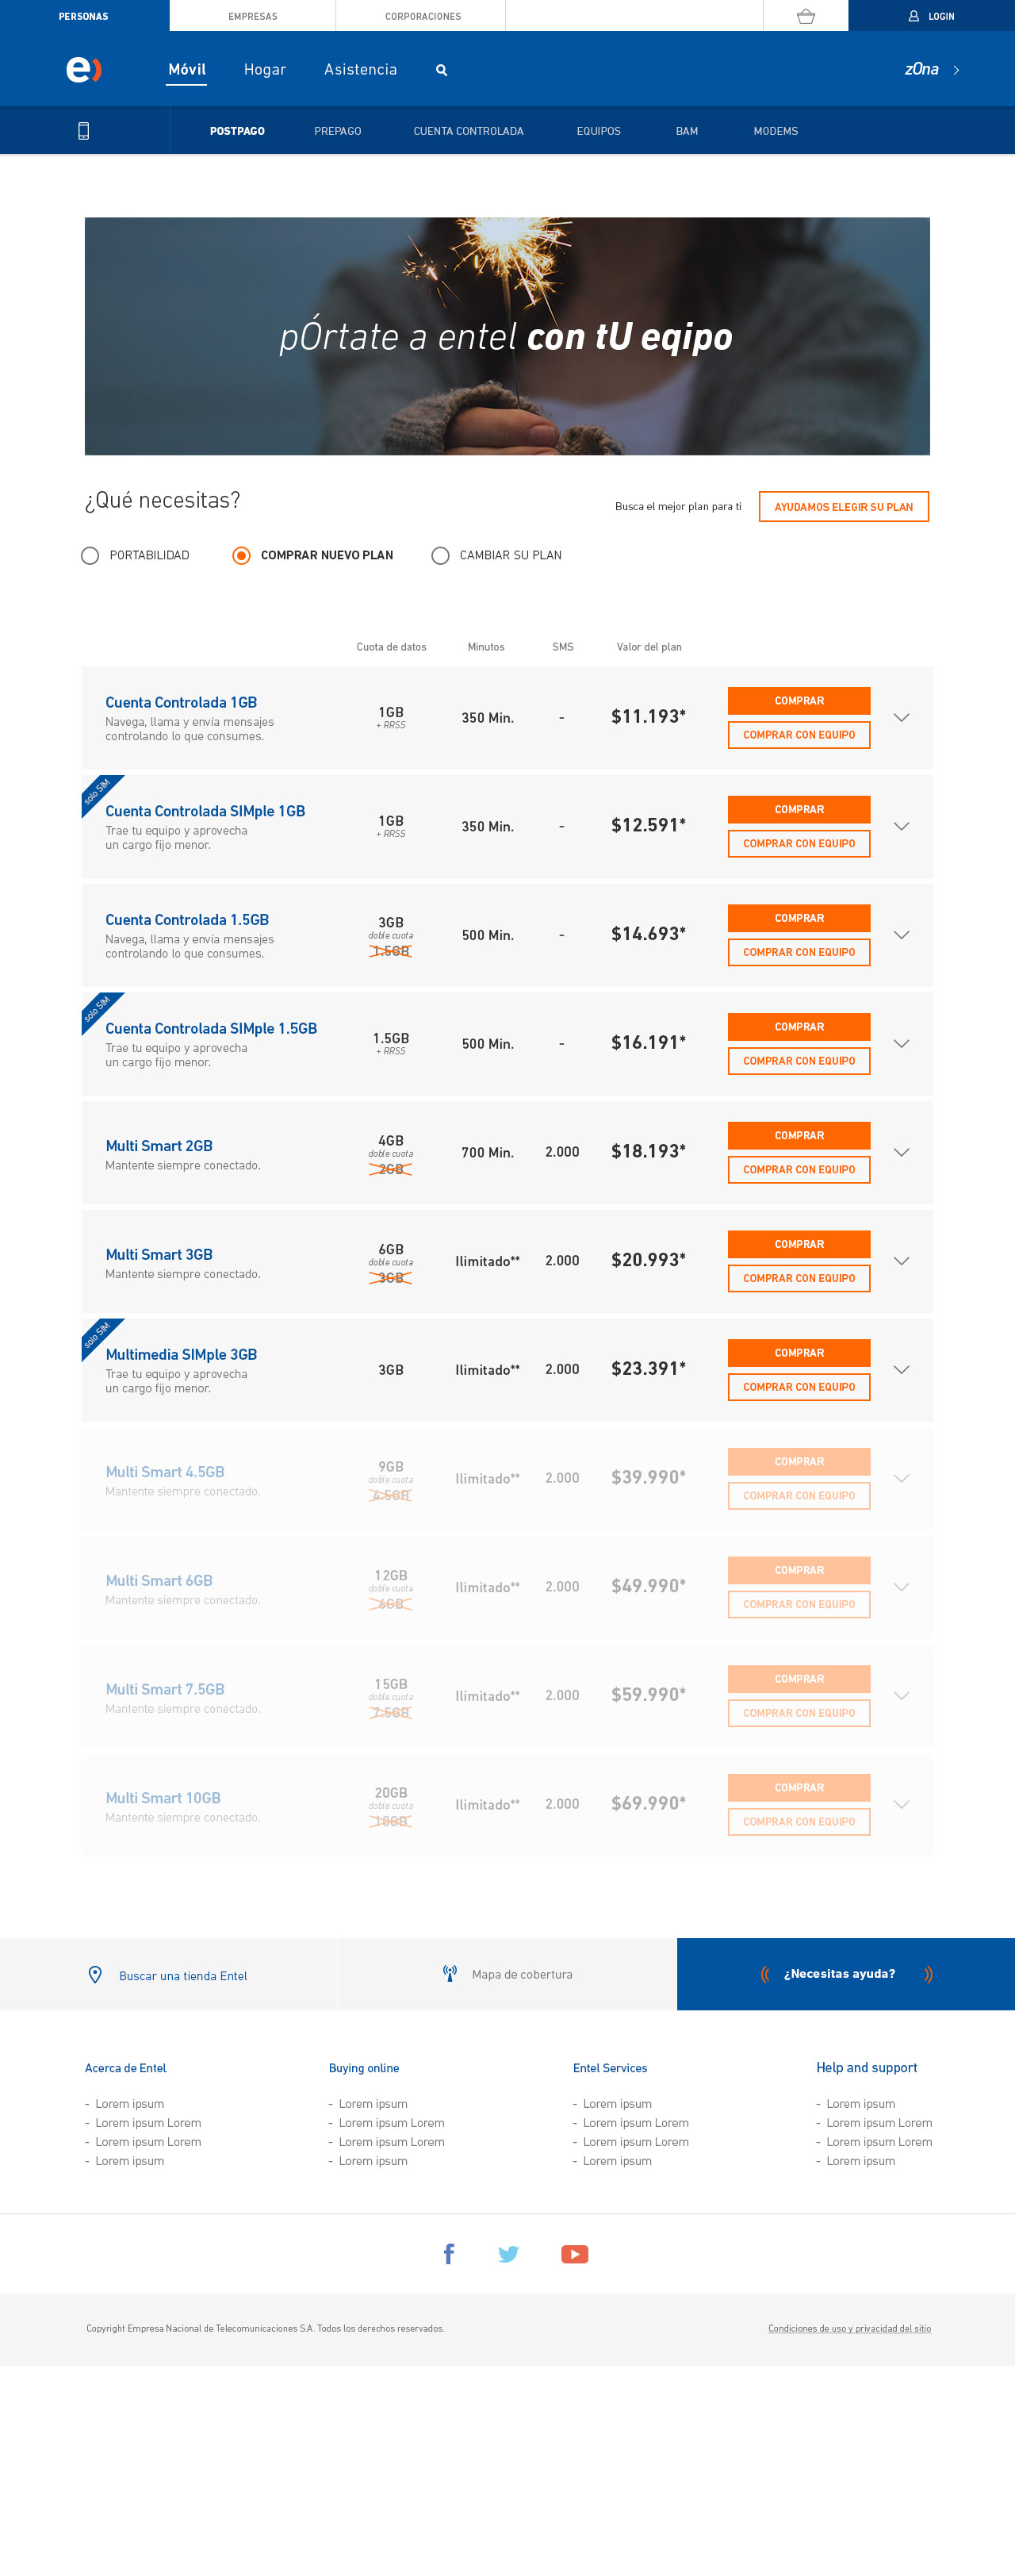 PERSONAS EMPRESAS CORPORACIONES LOGIN
e) Móvil Hogar Asistencia zOna
POSTPAGO PREPAGO CUENTA CONTROLADA EQUIPOS BAM MODEMS
pÓrtate a entel con tU eqipo
¿Qué necesitas?
Busca el mejor plan para ti AYUDAMOS ELEGIR SU PLAN
PORTABILIDAD COMPRAR NUEVO PLAN CAMBIAR SU PLAN
Cuota de datos Minutos SMS Valor del plan
Cuenta Controlada 1GB
Navega, llama y envía mensajes
controlando lo que consumes.
1GB
+ RRSS
350 Min. - $11.193*
COMPRAR
COMPRAR CON EQUIPO
solo SIM
Cuenta Controlada SIMple 1GB
Trae tu equipo y aprovecha
un cargo fijo menor.
1GB
+ RRSS
350 Min. - $12.591*
COMPRAR
COMPRAR CON EQUIPO
Cuenta Controlada 1.5GB
Navega, llama y envía mensajes
controlando lo que consumes.
3GB
doble cuota
1.5GB
500 Min. - $14.693*
COMPRAR
COMPRAR CON EQUIPO
solo SIM
Cuenta Controlada SIMple 1.5GB
Trae tu equipo y aprovecha
un cargo fijo menor.
1.5GB
+ RRSS
500 Min. - $16.191*
COMPRAR
COMPRAR CON EQUIPO
Multi Smart 2GB
Mantente siempre conectado.
4GB
doble cuota
2GB
700 Min. 2.000 $18.193*
COMPRAR
COMPRAR CON EQUIPO
Multi Smart 3GB
Mantente siempre conectado.
6GB
doble cuota
3GB
Ilimitado** 2.000 $20.993*
COMPRAR
COMPRAR CON EQUIPO
solo SIM
Multimedia SIMple 3GB
Trae tu equipo y aprovecha
un cargo fijo menor.
3GB
Ilimitado** 2.000 $23.391*
COMPRAR
COMPRAR CON EQUIPO
Multi Smart 4.5GB
Mantente siempre conectado.
9GB
doble cuota
4.5GB
Ilimitado** 2.000 $39.990*
COMPRAR
COMPRAR CON EQUIPO
Multi Smart 6GB
Mantente siempre conectado.
12GB
doble cuota
6GB
Ilimitado** 2.000 $49.990*
COMPRAR
COMPRAR CON EQUIPO
Multi Smart 7.5GB
Mantente siempre conectado.
15GB
doble cuota
7.5GB
Ilimitado** 2.000 $59.990*
COMPRAR
COMPRAR CON EQUIPO
Multi Smart 10GB
Mantente siempre conectado.
20GB
doble cuota
10GB
Ilimitado** 2.000 $69.990*
COMPRAR
COMPRAR CON EQUIPO
Buscar una tienda Entel Mapa de cobertura ¿Necesitas ayuda?
Acerca de Entel
- Lorem ipsum
- Lorem ipsum Lorem
- Lorem ipsum Lorem
- Lorem ipsum
Buying online
- Lorem ipsum
- Lorem ipsum Lorem
- Lorem ipsum Lorem
- Lorem ipsum
Entel Services
- Lorem ipsum
- Lorem ipsum Lorem
- Lorem ipsum Lorem
- Lorem ipsum
Help and support
- Lorem ipsum
- Lorem ipsum Lorem
- Lorem ipsum Lorem
- Lorem ipsum
Copyright Empresa Nacional de Telecomunicaciones S.A. Todos los derechos reservados. Condiciones de uso y privacidad del sitio